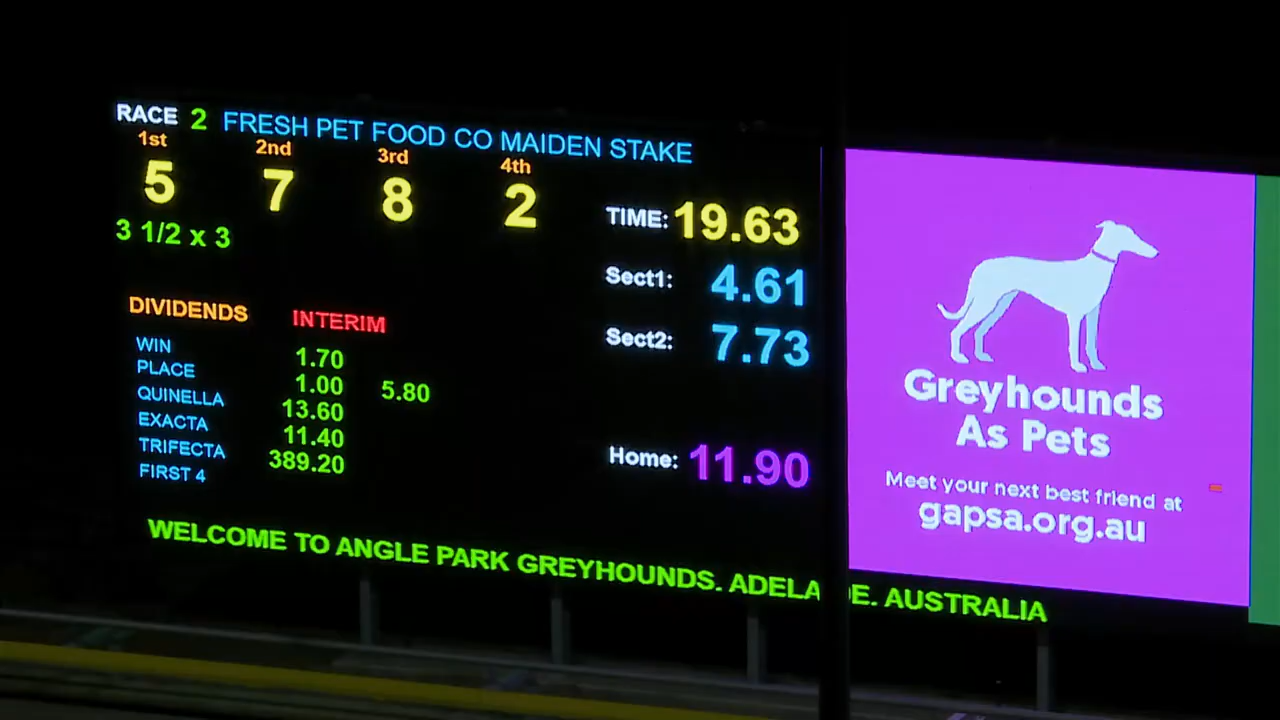 RACE 2 FRESH PET FOOD CO MAIDEN STAKE
1st 2nd 3rd 4th
5 7 8 2
3 1/2 x 3
TIME: 19.63
Sect1: 4.61
Sect2: 7.73
Home: 11.90
DIVIDENDS INTERIM
WIN 1.70
PLACE 1.00 5.80
QUINELLA 13.60
EXACTA 11.40
TRIFECTA 389.20
FIRST 4
WELCOME TO ANGLE PARK GREYHOUNDS. ADELA DE. AUSTRALIA
Greyhounds
As Pets
Meet your next best friend at
gapsa.org.au